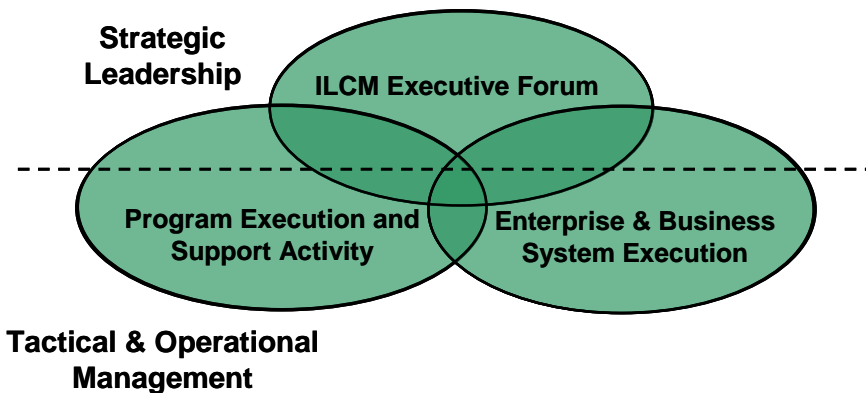 Strategic
Leadership
ILCM Executive Forum
Program Execution and
Support Activity
Enterprise & Business
System Execution
Tactical & Operational
Management